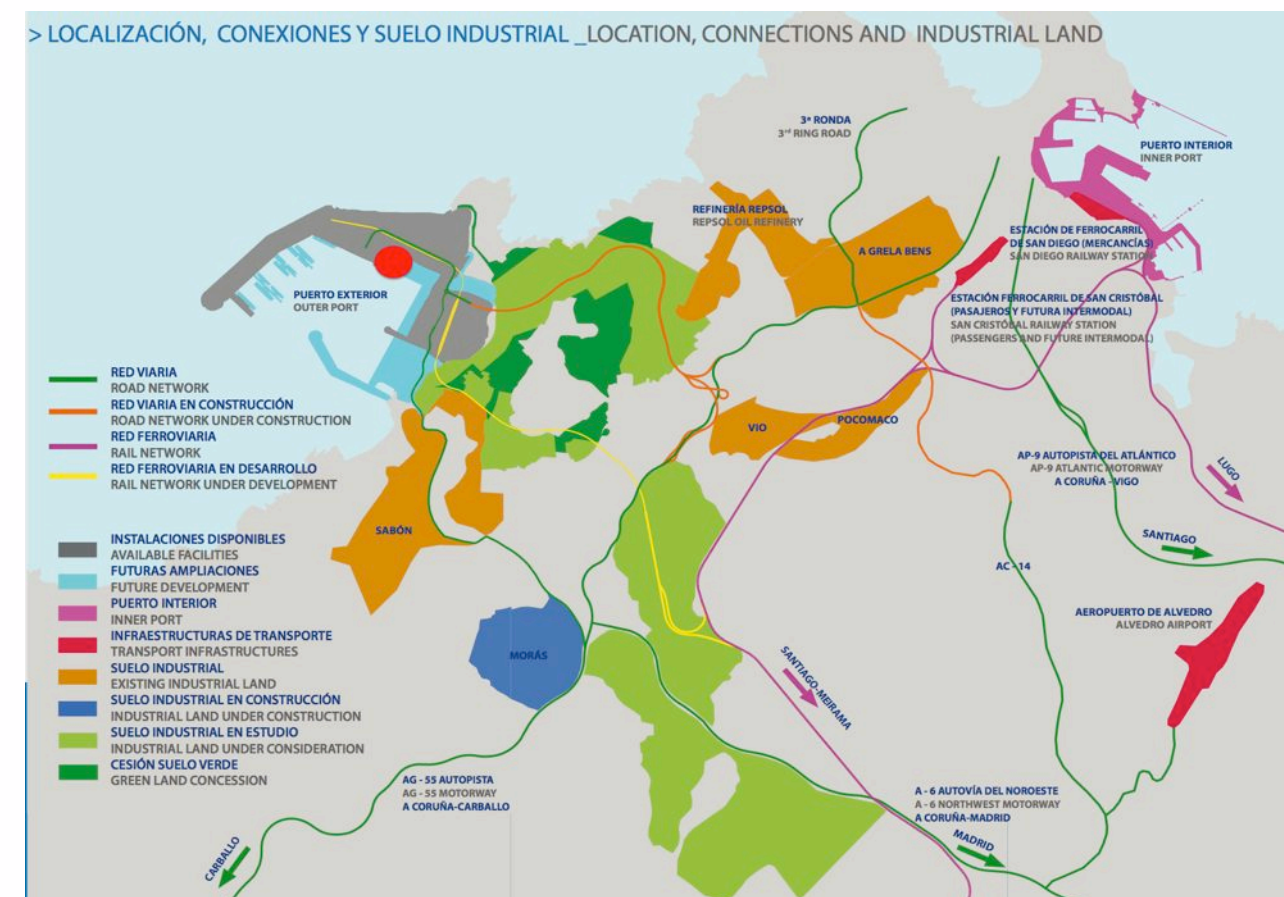 > LOCALIZACIÓN, CONEXIONES Y SUELO INDUSTRIAL _LOCATION, CONNECTIONS AND INDUSTRIAL LAND
3ª RONDA
3rd RING ROAD
PUERTO INTERIOR
INNER PORT
REFINERÍA REPSOL
REPSOL OIL REFINERY
A GRELA BENS
ESTACIÓN DE FERROCARRIL
DE SAN DIEGO (MERCANCÍAS)
SAN DIEGO RAILWAY STATION
PUERTO EXTERIOR
OUTER PORT
ESTACIÓN FERROCARRIL DE SAN CRISTÓBAL
(PASAJEROS Y FUTURA INTERMODAL)
SAN CRISTÓBAL RAILWAY STATION
(PASSENGERS AND FUTURE INTERMODAL)
RED VIARIA
ROAD NETWORK
RED VIARIA EN CONSTRUCCIÓN
ROAD NETWORK UNDER CONSTRUCTION
RED FERROVIARIA
RAIL NETWORK
RED FERROVIARIA EN DESARROLLO
RAIL NETWORK UNDER DEVELOPMENT
VIO
POCOMACO
AP-9 AUTOPISTA DEL ATLÁNTICO
AP-9 ATLANTIC MOTORWAY
A CORUÑA - VIGO
LUGO
SABÓN
SANTIAGO
INSTALACIONES DISPONIBLES
AVAILABLE FACILITIES
FUTURAS AMPLIACIONES
FUTURE DEVELOPMENT
PUERTO INTERIOR
INNER PORT
INFRAESTRUCTURAS DE TRANSPORTE
TRANSPORT INFRASTRUCTURES
SUELO INDUSTRIAL
EXISTING INDUSTRIAL LAND
SUELO INDUSTRIAL EN CONSTRUCCIÓN
INDUSTRIAL LAND UNDER CONSTRUCTION
SUELO INDUSTRIAL EN ESTUDIO
INDUSTRIAL LAND UNDER CONSIDERATION
CESIÓN SUELO VERDE
GREEN LAND CONCESSION
AC - 14
AEROPUERTO DE ALVEDRO
ALVEDRO AIRPORT
MORÁS
SANTIAGO-MEIRAMA
AG - 55 AUTOPISTA
AG - 55 MOTORWAY
A CORUÑA-CARBALLO
A - 6 AUTOVÍA DEL NOROESTE
A - 6 NORTHWEST MOTORWAY
A CORUÑA-MADRID
CARBALLO
MADRID